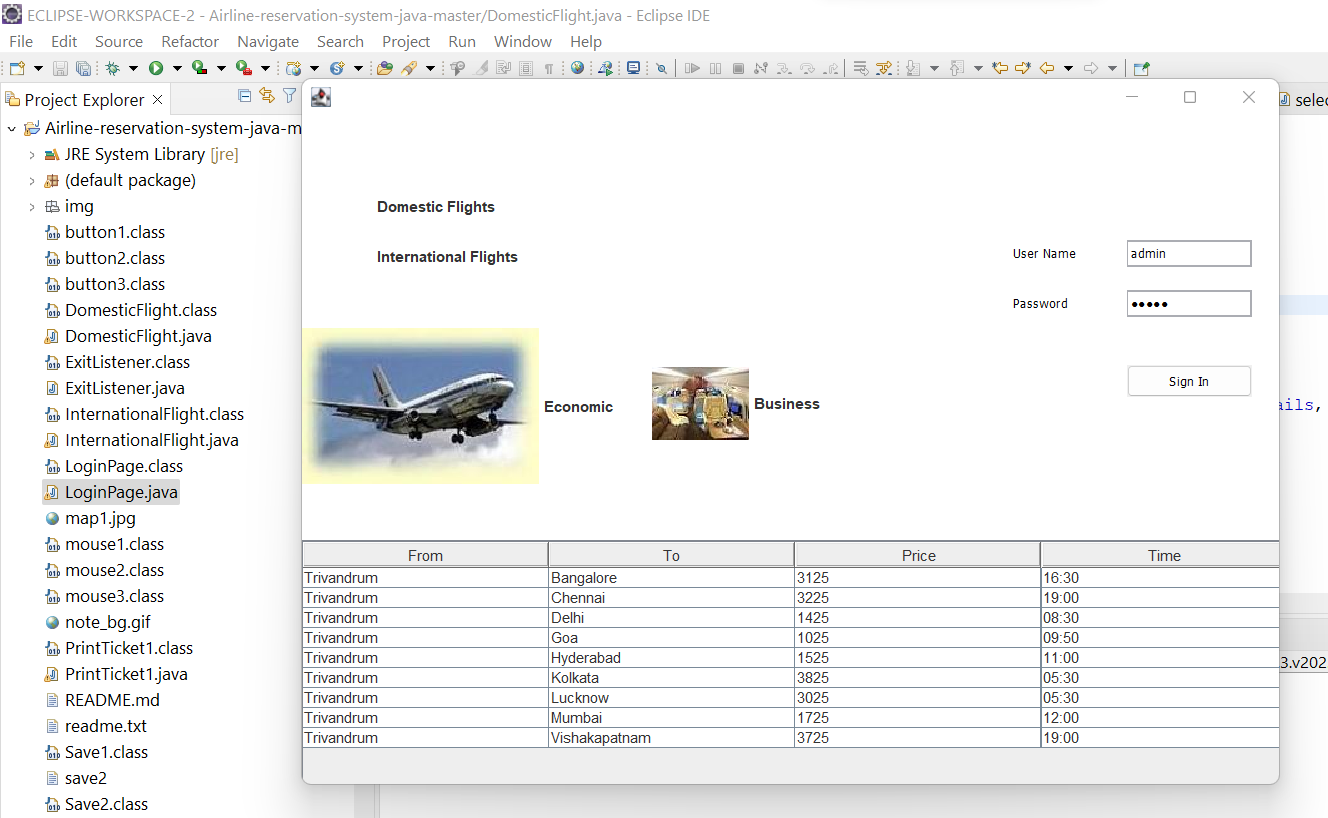 ECLIPSE-WORKSPACE-2 - Airline-reservation-system-java-master/DomesticFlight.java - Eclipse IDE
File Edit Source Refactor Navigate Search Project Run Window Help
Project Explorer
Airline-reservation-system-java-m
JRE System Library [jre]
(default package)
img
button1.class
button2.class
button3.class
DomesticFlight.class
DomesticFlight.java
ExitListener.class
ExitListener.java
InternationalFlight.class
InternationalFlight.java
LoginPage.class
LoginPage.java
map1.jpg
mouse1.class
mouse2.class
mouse3.class
note_bg.gif
PrintTicket1.class
PrintTicket1.java
README.md
readme.txt
Save1.class
save2
Save2.class
Domestic Flights
International Flights
User Name admin
Password •••••
Sign In
Economic
Business
From To Price Time
Trivandrum Bangalore 3125 16:30
Trivandrum Chennai 3225 19:00
Trivandrum Delhi 1425 08:30
Trivandrum Goa 1025 09:50
Trivandrum Hyderabad 1525 11:00
Trivandrum Kolkata 3825 05:30
Trivandrum Lucknow 3025 05:30
Trivandrum Mumbai 1725 12:00
Trivandrum Vishakapatnam 3725 19:00
selec
ails,
3.v202